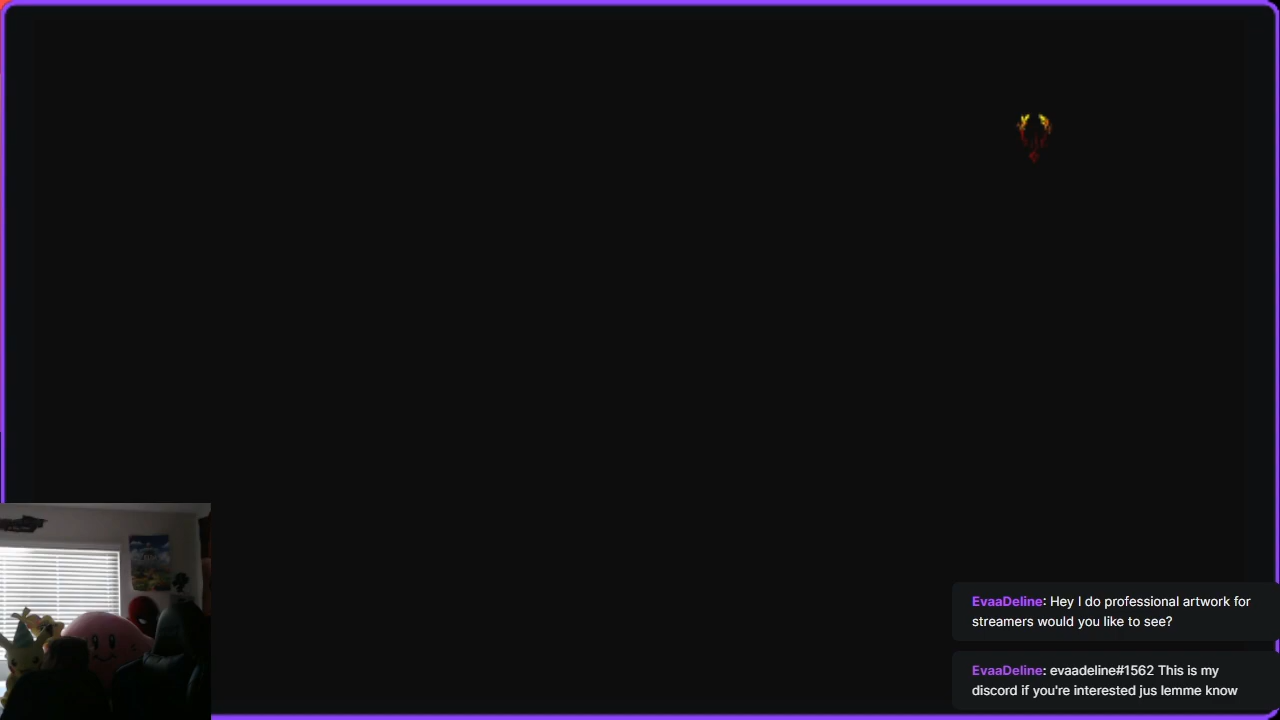 EvaaDeline: Hey I do professional artwork for
streamers would you like to see?
EvaaDeline: evaadeline#1562 This is my
discord if you're interested jus lemme know